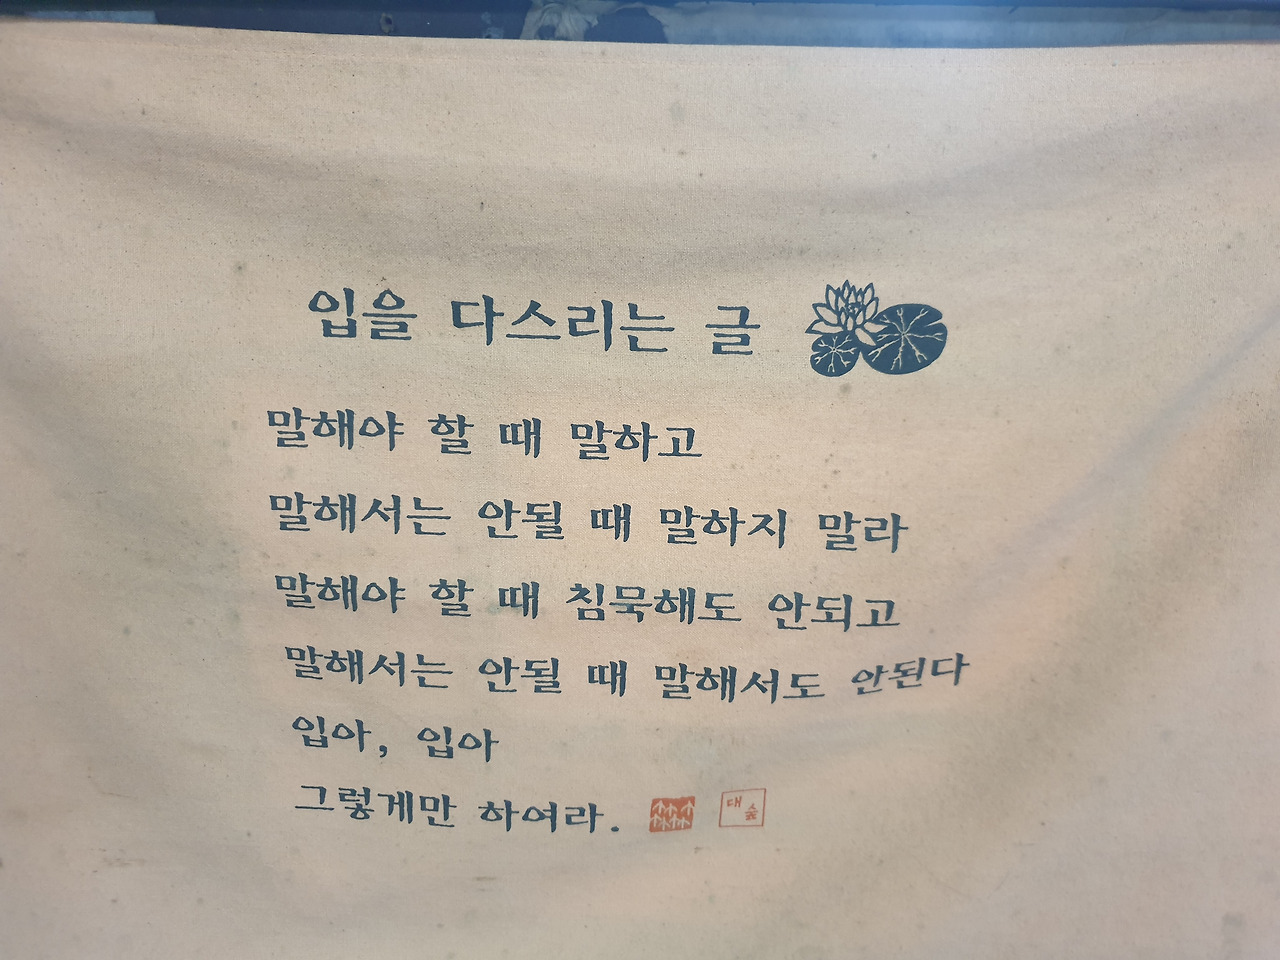 입을 다스리는 글
말해야 할 때 말하고
말해서는 안될 때 말하지 말라
말해야 할 때 침묵해도 안되고
말해서는 안될 때 말해서도 안된다
입아, 입아
그렇게만 하여라.
대숲